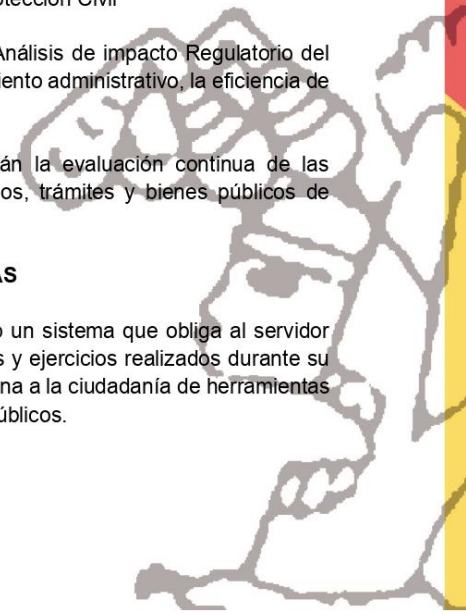 Protección Civil
Análisis de impacto Regulatorio del
iento administrativo, la eficiencia de
án la evaluación continua de las
os, trámites y bienes públicos de
AS
o un sistema que obliga al servidor
s y ejercicios realizados durante su
na a la ciudadanía de herramientas
úblicos.